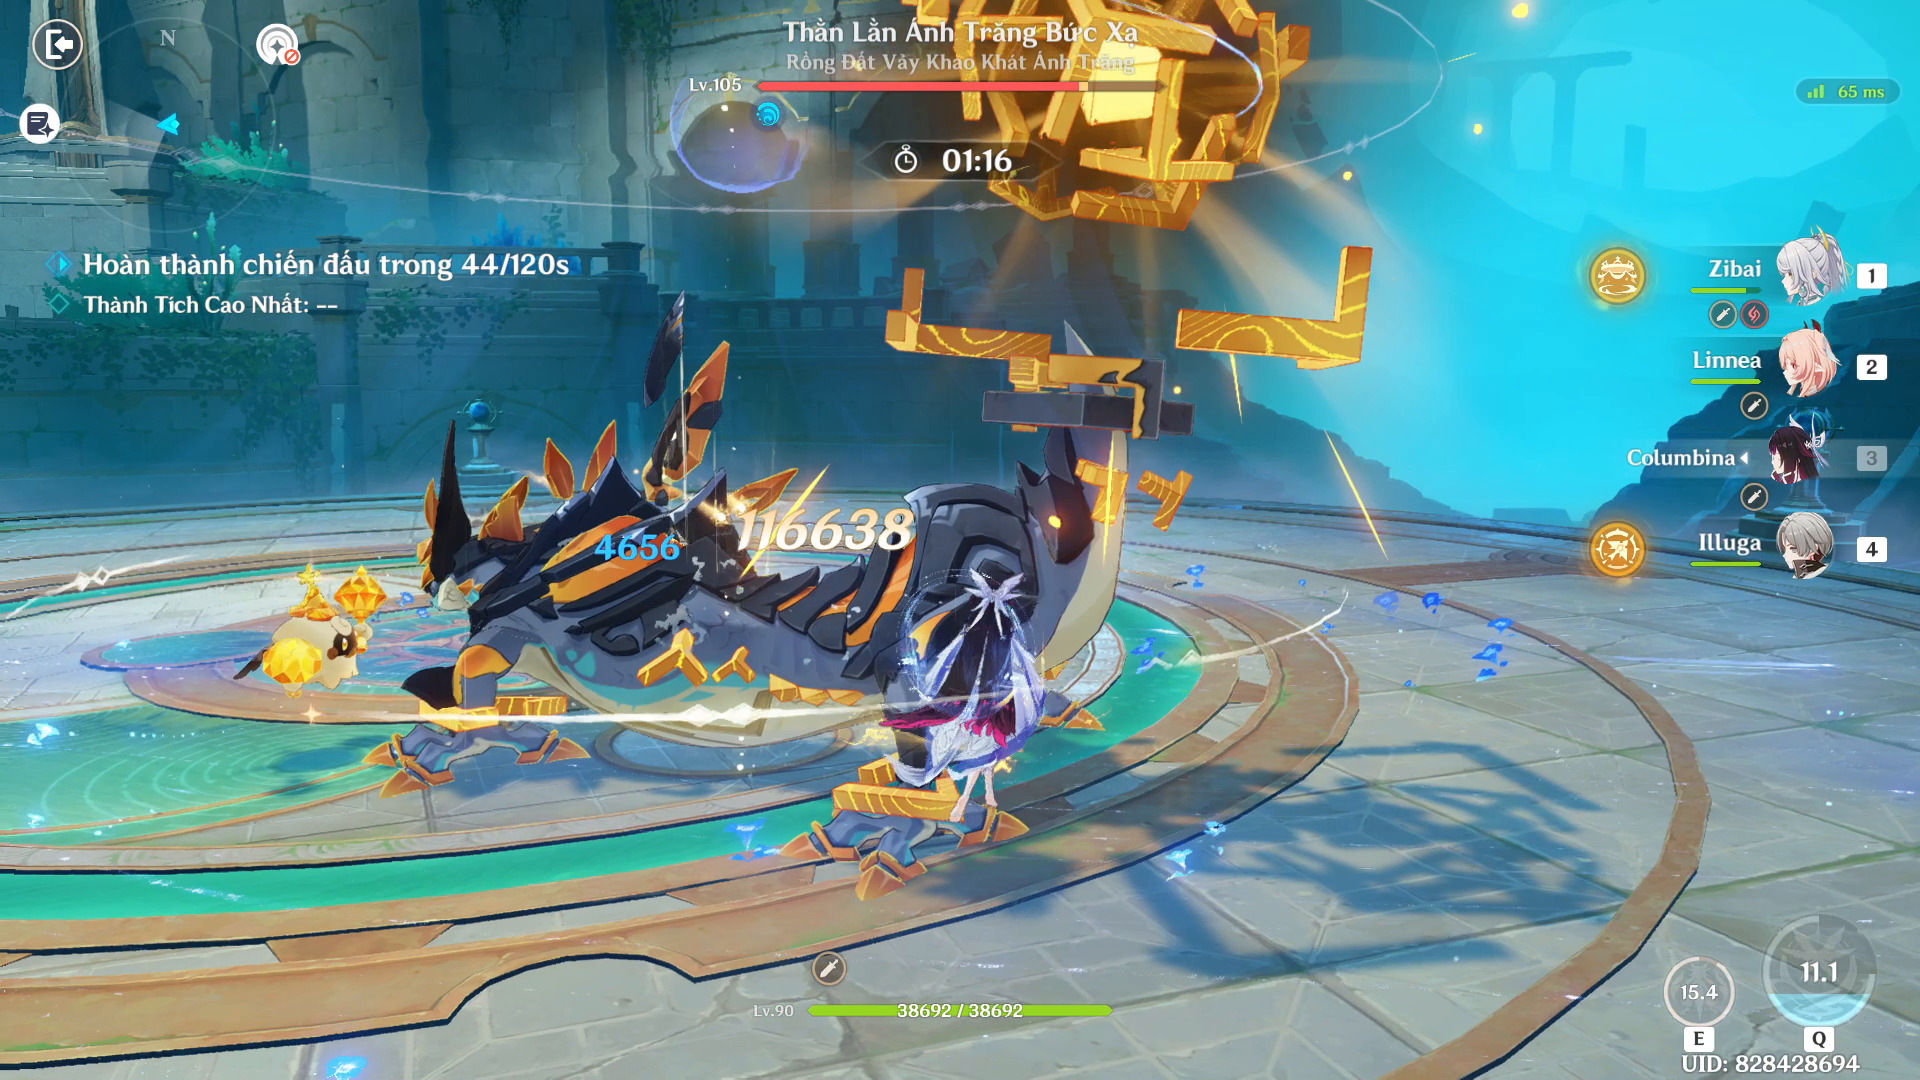 N
Thằn Lằn Ánh Trăng Bức Xạ
Rồng Đất Vảy Khao Khát Ánh Trăng
Lv.105
65 ms
01:16
Hoàn thành chiến đấu trong 44/120s
Thành Tích Cao Nhất: --
Zibai
1
Linnea
2
Columbina
3
Illuga
4
4656
116638
Lv.90
38692 / 38692
15.4
11.1
E
Q
UID: 828428694